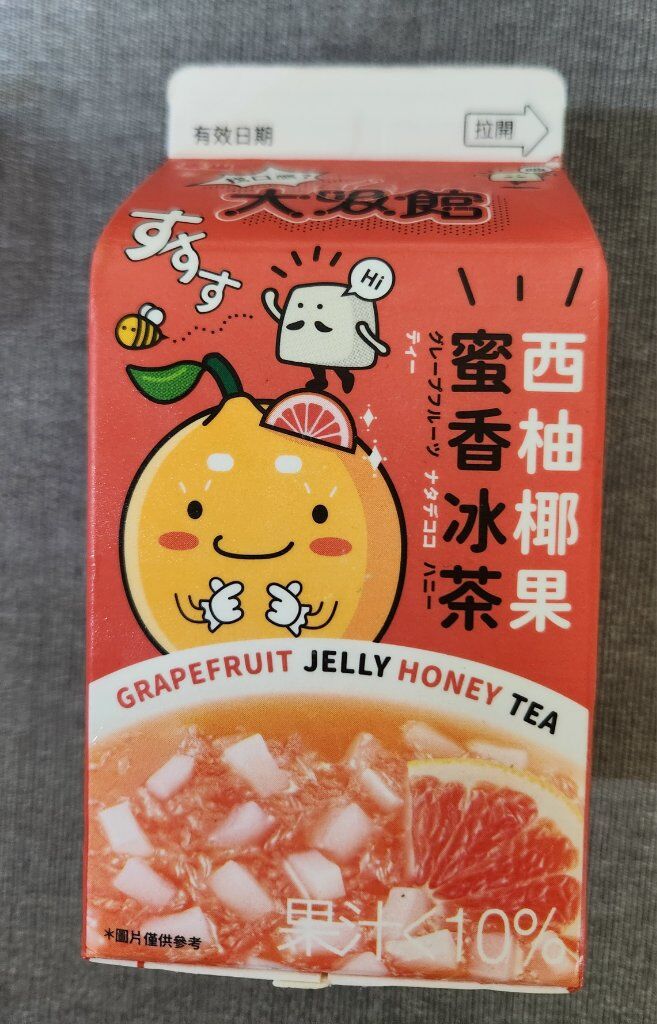 有效日期
拉開
大吸館
すすす
Hi
西柚椰果
蜜香冰茶
グレープフルーツ ナタデココ ハニー
ティー
GRAPEFRUIT JELLY HONEY TEA
果汁<10%
*圖片僅供參考